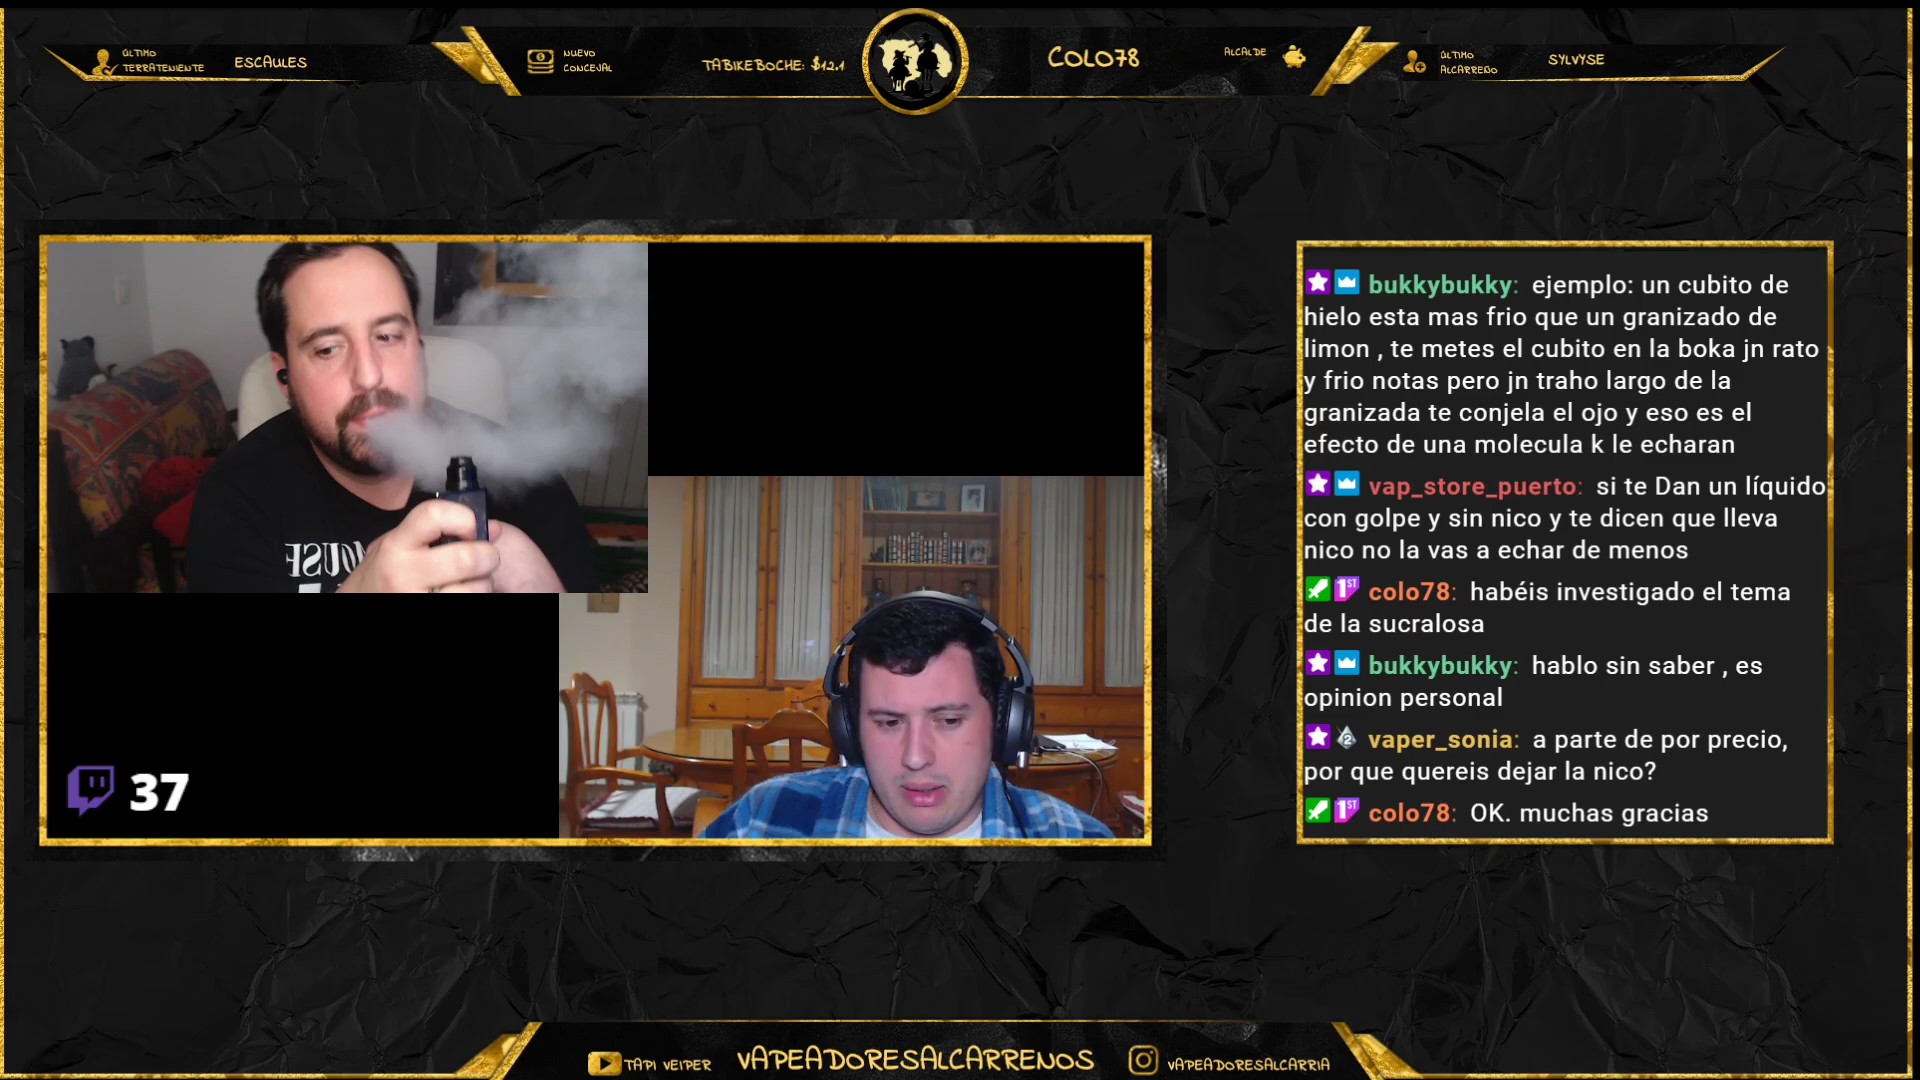 ÚLTIMO
TERRATENIENTE
ESCAULES
NUEVO
CONCEJAL
TABIKEBOCHE: $12.1
COLO78
ALCALDE
ÚLTIMO
ALCARREÑO
SYLVYSE
bukkybukky: ejemplo: un cubito de
hielo esta mas frio que un granizado de
limon , te metes el cubito en la boka jn rato
y frio notas pero jn traho largo de la
granizada te conjela el ojo y eso es el
efecto de una molecula k le echaran
vap_store_puerto: si te Dan un líquido
con golpe y sin nico y te dicen que lleva
nico no la vas a echar de menos
1ST colo78: habéis investigado el tema
de la sucralosa
bukkybukky: hablo sin saber , es
opinion personal
2 vaper_sonia: a parte de por precio,
por que quereis dejar la nico?
1ST colo78: OK. muchas gracias
37
TAPI VEIPER
VAPEADORESALCARRENOS
VAPEADORESALCARRIA